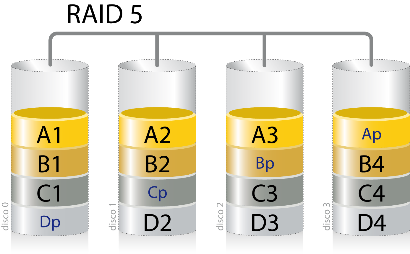 RAID 5
A1 A2 A3 Ap
B1 B2 Bp B4
C1 Cp C3 C4
Dp D2 D3 D4
disco 0 disco 1 disco 2 disco 3